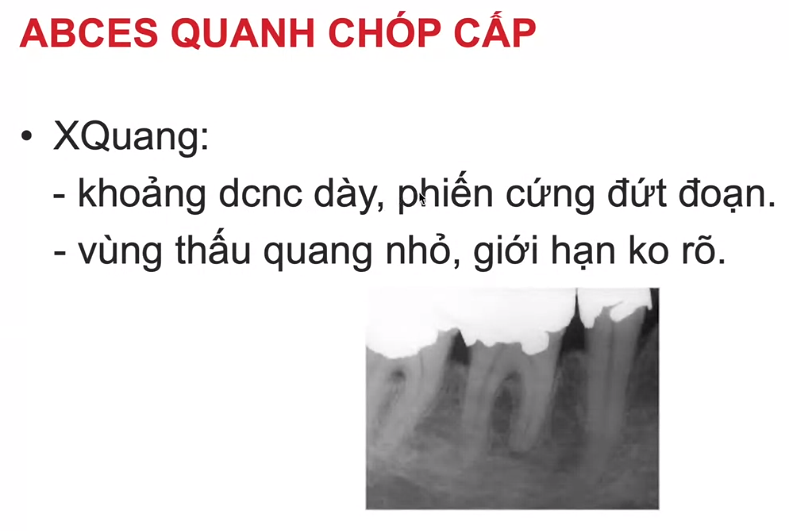 ABCES QUANH CHÓP CẤP
• XQuang:
- khoảng dcnc dày, phiến cứng đứt đoạn.
- vùng thấu quang nhỏ, giới hạn ko rõ.